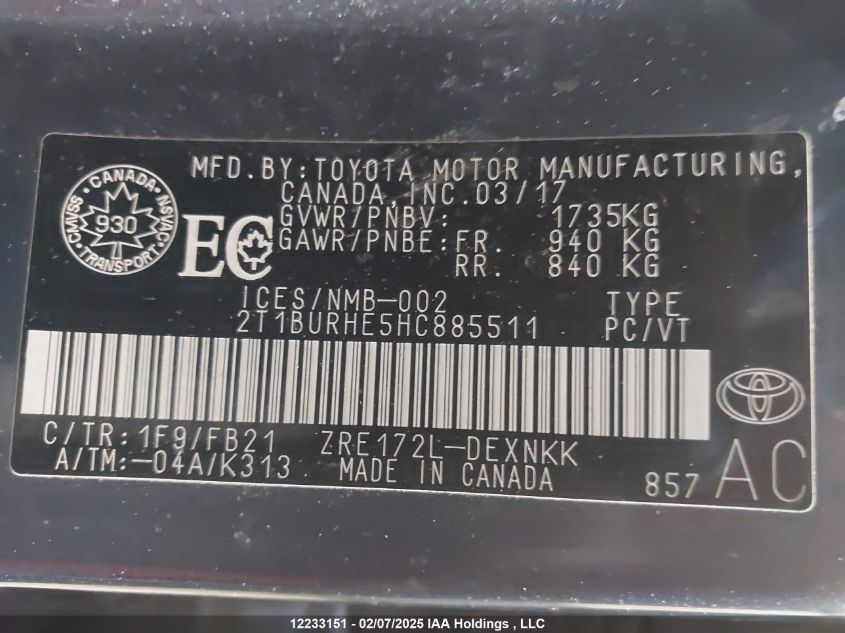 MFD.BY:TOYOTA MOTOR MANUFACTURING,
CANADA,INC.03/17
GVWR/PNBV: 1735KG
GAWR/PNBE:FR. 940 KG
RR. 840 KG
CANADA
CMVSS 930 NSVAC
TRANSPORT
EC
ICES/NMB-002 TYPE
2T1BURHE5HC885511 PC/VT
C/TR:1F9/FB21 ZRE172L-DEXNKK
A/TM:-04A/K313 MADE IN CANADA 857 AC
12233151 - 02/07/2025 IAA Holdings , LLC